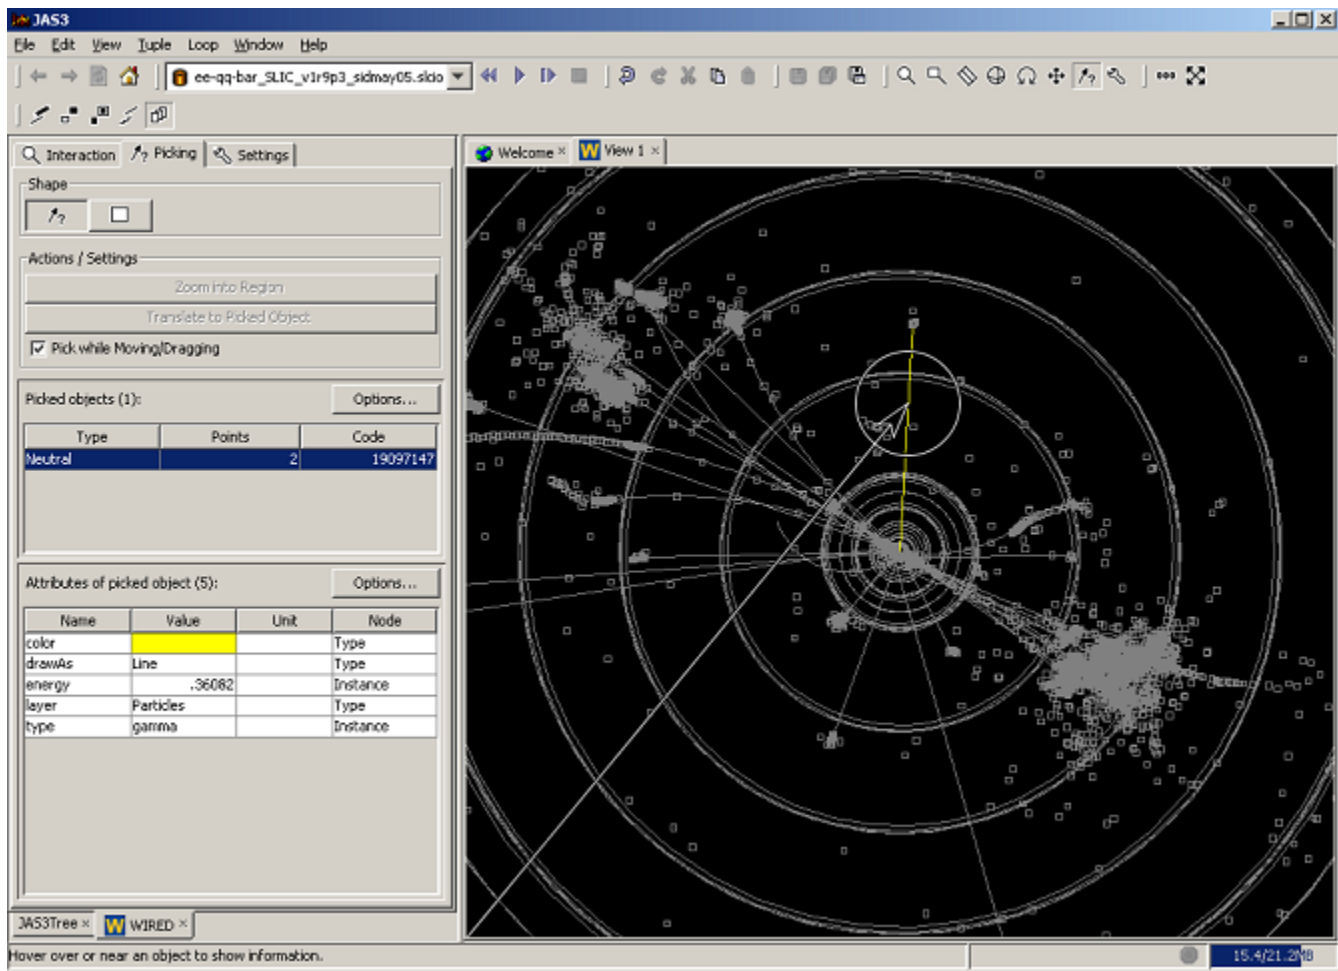 JAS3
File Edit View Tuple Loop Window Help
ee-qq-bar_SLIC_v1r9p3_sidmay05.slcio
Interaction Picking Settings
Welcome × View 1 ×
Shape
Actions / Settings
Zoom into Region
Translate to Picked Object
Pick while Moving/Dragging
Picked objects (1): Options...
Type Points Code
Neutral 2 19097147
Attributes of picked object (5): Options...
Name Value Unit Node
color Type
drawAs Line Type
energy .36082 Instance
layer Particles Type
type gamma Instance
JAS3Tree × WIRED ×
Hover over or near an object to show information. 15.4/21.2MB